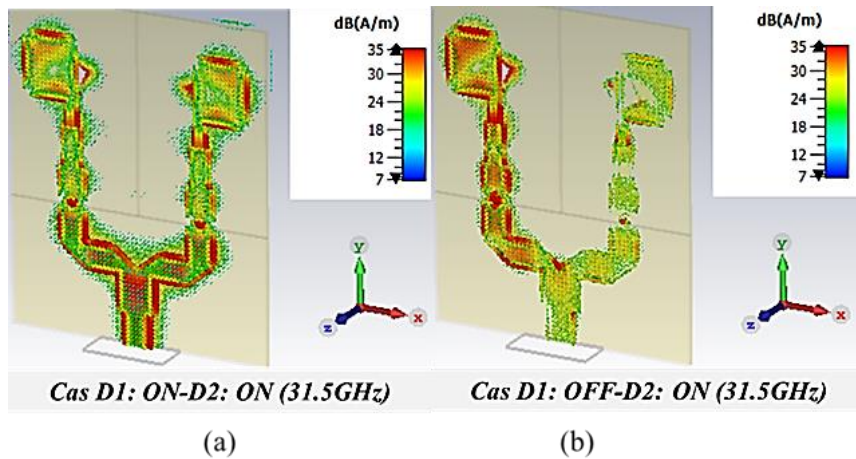 dB(A/m)
35
30
24
18
12
7
y
x
z
Cas D1: ON-D2: ON (31.5GHz)
(a)
dB(A/m)
35
30
24
18
12
7
y
x
z
Cas D1: OFF-D2: ON (31.5GHz)
(b)